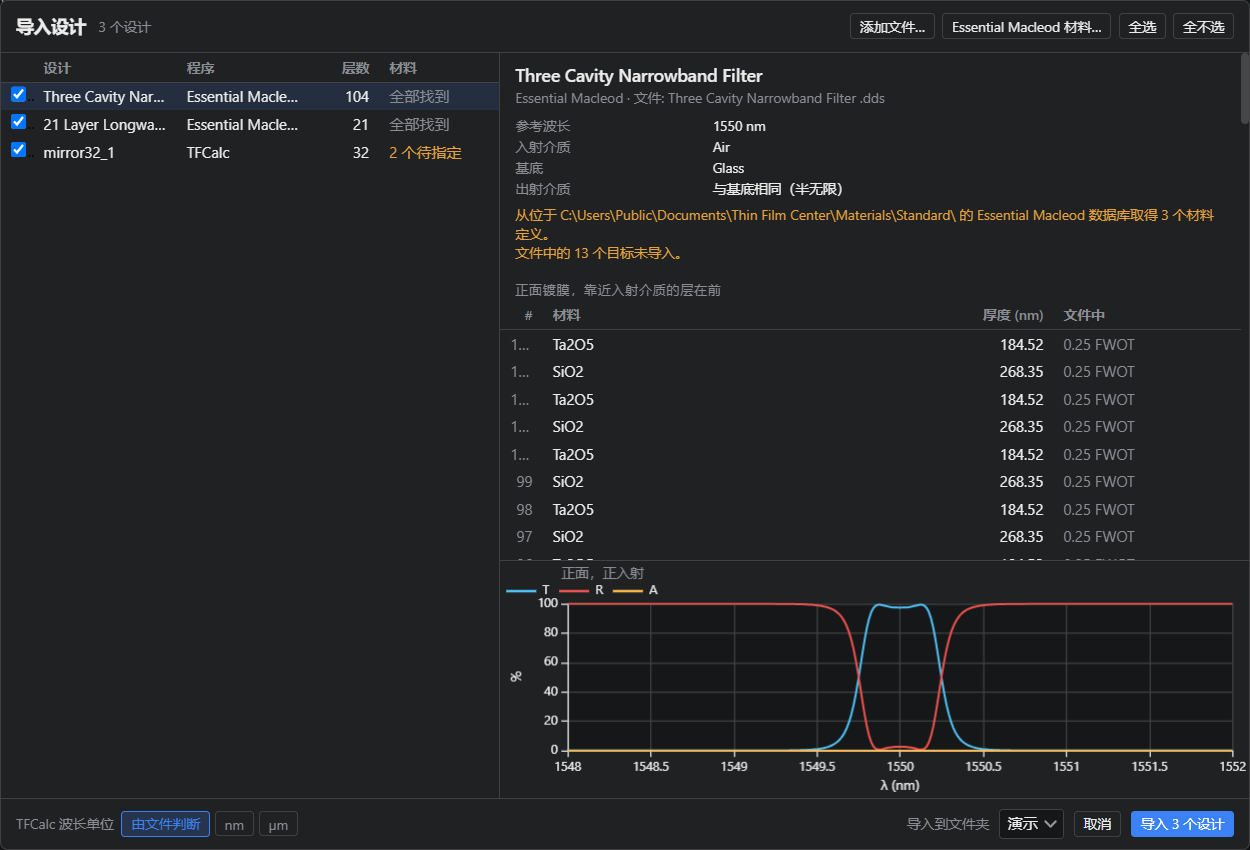 导入设计 3 个设计
添加文件... Essential Macleod 材料... 全选 全不选
设计 程序 层数 材料
Three Cavity Nar... Essential Macle... 104 全部找到
21 Layer Longwa... Essential Macle... 21 全部找到
mirror32_1 TFCalc 32 2 个待指定
Three Cavity Narrowband Filter
Essential Macleod · 文件: Three Cavity Narrowband Filter .dds
参考波长 1550 nm
入射介质 Air
基底 Glass
出射介质 与基底相同（半无限）
从位于 C:\Users\Public\Documents\Thin Film Center\Materials\Standard\ 的 Essential Macleod 数据库取得 3 个材料
定义。
文件中的 13 个目标未导入。
正面镀膜，靠近入射介质的层在前
# 材料 厚度 (nm) 文件中
1... Ta2O5 184.52 0.25 FWOT
1... SiO2 268.35 0.25 FWOT
1... Ta2O5 184.52 0.25 FWOT
1... SiO2 268.35 0.25 FWOT
1... Ta2O5 184.52 0.25 FWOT
99 SiO2 268.35 0.25 FWOT
98 Ta2O5 184.52 0.25 FWOT
97 SiO2 268.35 0.25 FWOT
正面，正入射
T R A
100
80
60
40
20
0
%
1548 1548.5 1549 1549.5 1550 1550.5 1551 1551.5 1552
λ (nm)
TFCalc 波长单位 由文件判断 nm μm 导入到文件夹 演示 取消 导入 3 个设计